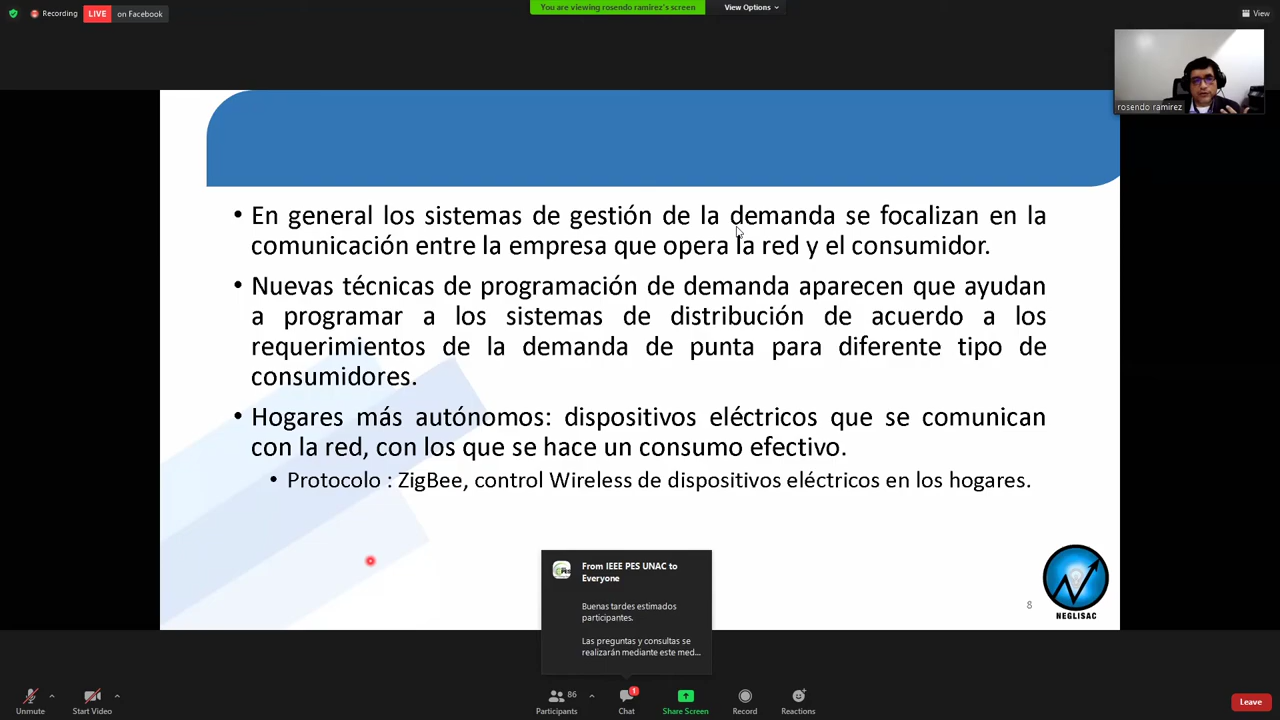 Recording
LIVE
on Facebook
You are viewing rosendo ramirez's screen
View Options
View
rosendo ramirez
• En general los sistemas de gestión de la demanda se focalizan en la
comunicación entre la empresa que opera la red y el consumidor.
• Nuevas técnicas de programación de demanda aparecen que ayudan
a programar a los sistemas de distribución de acuerdo a los
requerimientos de la demanda de punta para diferente tipo de
consumidores.
• Hogares más autónomos: dispositivos eléctricos que se comunican
con la red, con los que se hace un consumo efectivo.
• Protocolo : ZigBee, control Wireless de dispositivos eléctricos en los hogares.
From IEEE PES UNAC to
Everyone
Buenas tardes estimados
participantes.
Las preguntas y consultas se
realizarán mediante este med...
8
NEGLISAC
Unmute
Start Video
86
Participants
1
Chat
Share Screen
Record
Reactions
Leave